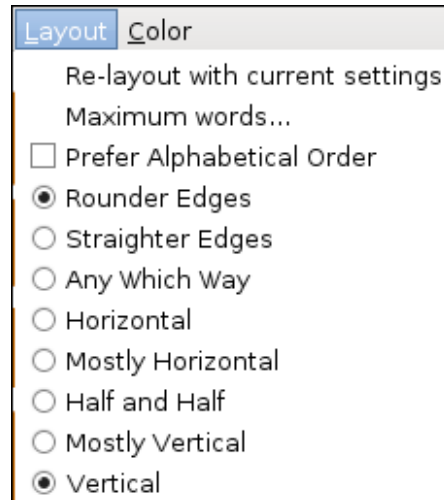 Layout Color
Re-layout with current settings
Maximum words...
Prefer Alphabetical Order
Rounder Edges
Straighter Edges
Any Which Way
Horizontal
Mostly Horizontal
Half and Half
Mostly Vertical
Vertical